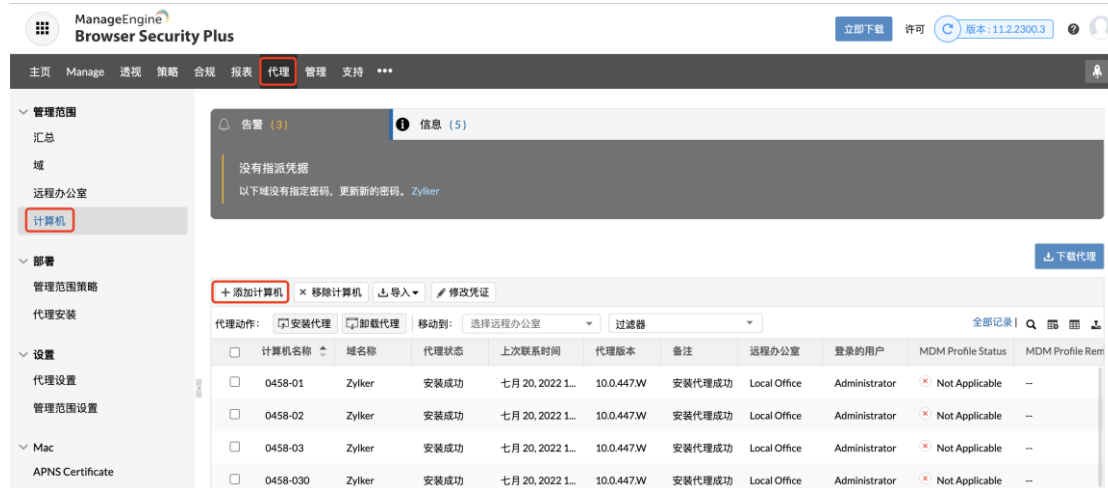 ManageEngine
Browser Security Plus
立即下载 许可 版本：11.2.2300.3
主页 Manage 透视 策略 合规 报表 代理 管理 支持 •••
管理范围
汇总
域
远程办公室
计算机
部署
管理范围策略
代理安装
设置
代理设置
管理范围设置
Mac
APNS Certificate
告警 (3) 信息 (5)
没有指派凭据
以下域没有指定密码，更新新的密码。Zylker
下载代理
+ 添加计算机 × 移除计算机 导入 修改凭证
代理动作： 安装代理 卸载代理 移动到： 选择远程办公室 过滤器 全部记录|
计算机名称 域名称 代理状态 上次联系时间 代理版本 备注 远程办公室 登录的用户 MDM Profile Status MDM Profile Rem
0458-01 Zylker 安装成功 七月 20, 2022 1... 10.0.447.W 安装代理成功 Local Office Administrator Not Applicable --
0458-02 Zylker 安装成功 七月 20, 2022 1... 10.0.447.W 安装代理成功 Local Office Administrator Not Applicable --
0458-03 Zylker 安装成功 七月 20, 2022 1... 10.0.447.W 安装代理成功 Local Office Administrator Not Applicable --
0458-030 Zylker 安装成功 七月 20, 2022 1... 10.0.447.W 安装代理成功 Local Office Administrator Not Applicable --